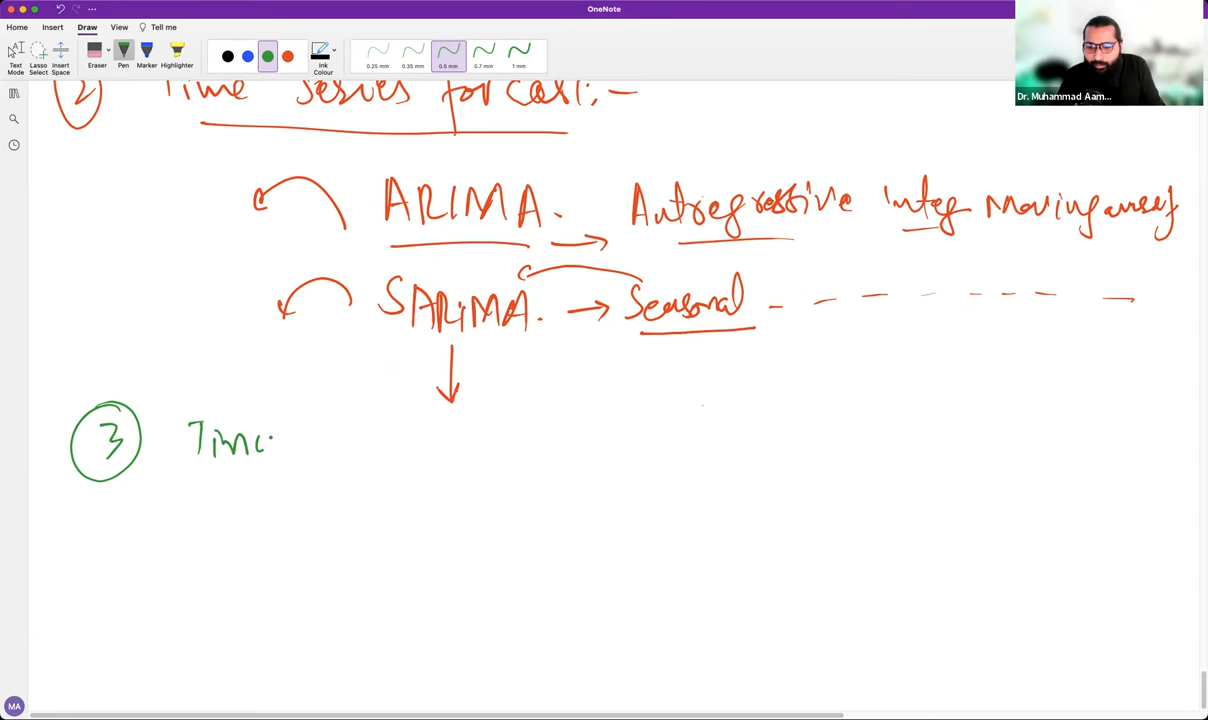 OneNote
Home Insert Draw View Tell me
Text Mode
Lasso Select
Insert Space
Eraser
Pen
Marker
Highlighter
Ink Colour
0.25 mm
0.35 mm
0.5 mm
0.7 mm
1 mm
Dr. Muhammad Aam...
2 Time Series forcast:-
ARIMA. → Autregressive integ Moving
SARiMA. → Seasonal - - - - - - - -
3 Time
MA